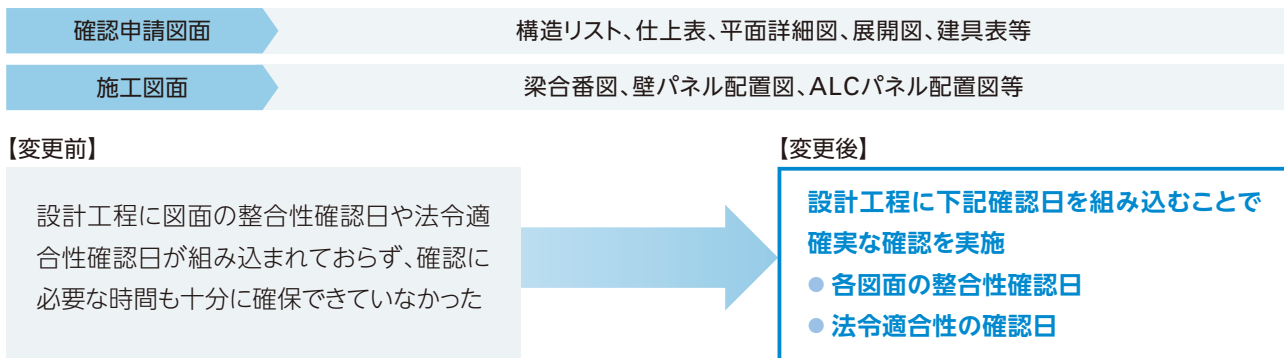 確認申請図面
構造リスト、仕上表、平面詳細図、展開図、建具表等
施工図面
梁合番図、壁パネル配置図、ALCパネル配置図等
【変更前】
設計工程に図面の整合性確認日や法令適
合性確認日が組み込まれておらず、確認に
必要な時間も十分に確保できていなかった
【変更後】
設計工程に下記確認日を組み込むことで
確実な確認を実施
● 各図面の整合性確認日
● 法令適合性の確認日